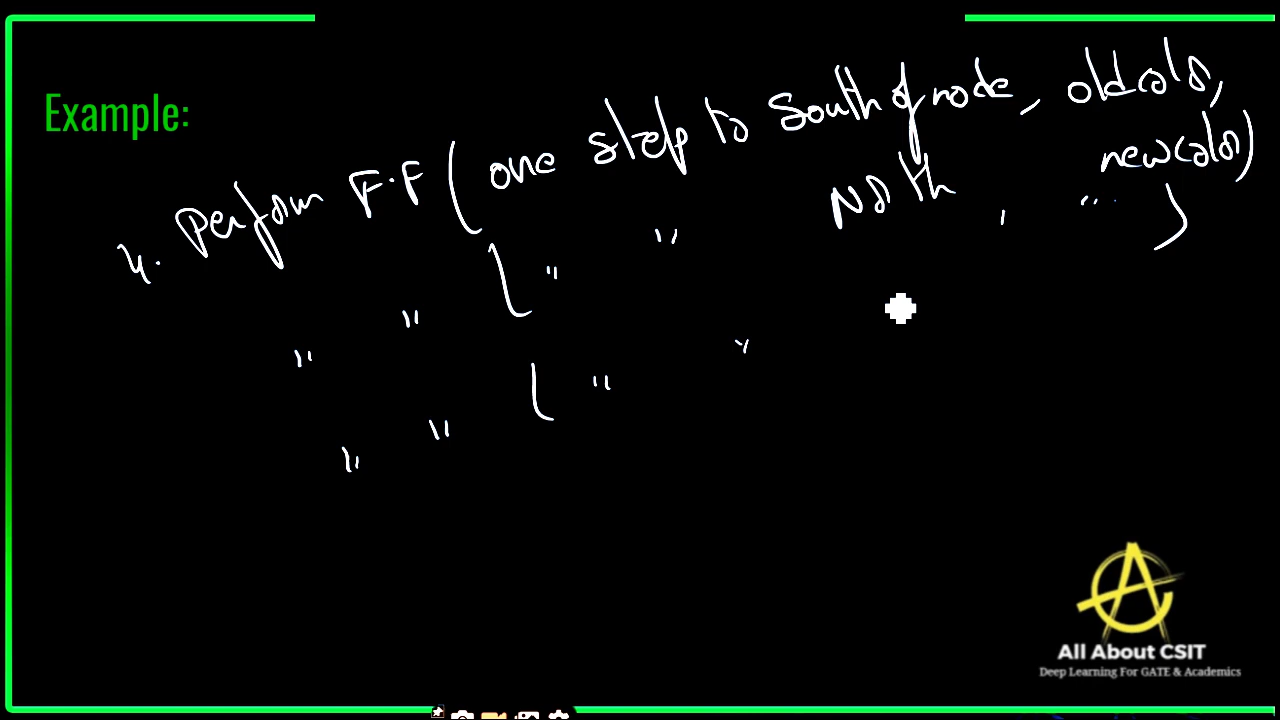 Example:
4. Perform F.F ( one step to South of node, oldcolor,
newcolor)
" " ( " " North , " )
" " ( " "
All About CSIT
Deep Learning For GATE & Academics